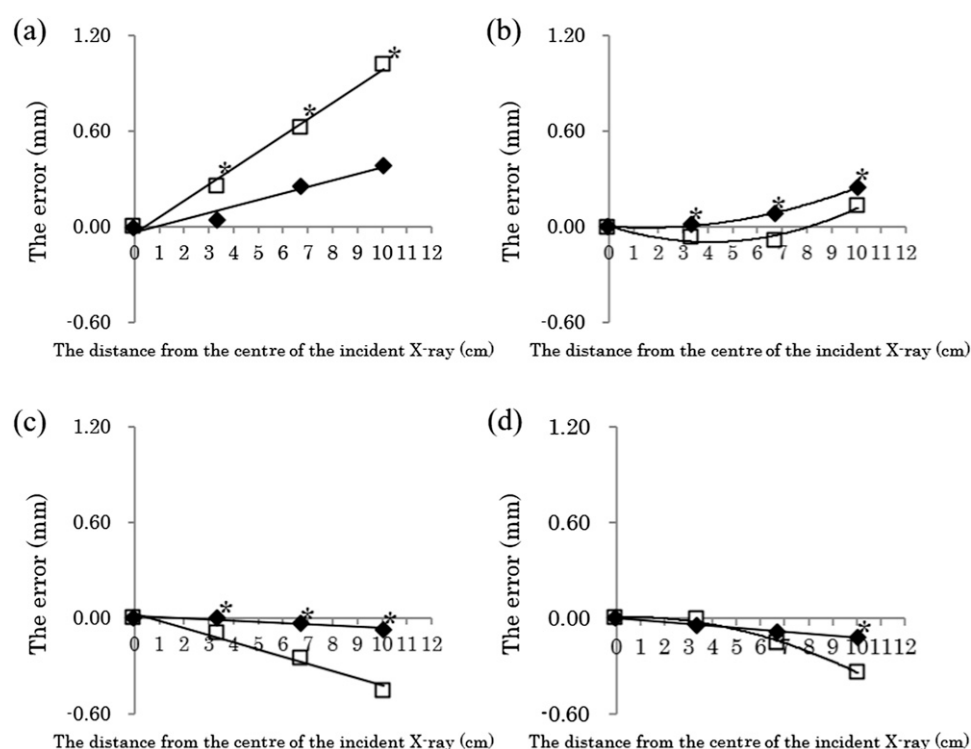 (a)
1.20
0.60
0.00
-0.60
The error (mm)
0 1 2 3 4 5 6 7 8 9 10 11 12
* * *
The distance from the centre of the incident X-ray (cm)
(b)
1.20
0.60
0.00
-0.60
The error (mm)
0 1 2 3 4 5 6 7 8 9 10 11 12
* * *
The distance from the centre of the incident X-ray (cm)
(c)
1.20
0.60
0.00
-0.60
The error (mm)
0 1 2 3 4 5 6 7 8 9 10 11 12
* * *
The distance from the centre of the incident X-ray (cm)
(d)
1.20
0.60
0.00
-0.60
The error (mm)
0 1 2 3 4 5 6 7 8 9 10 11 12
*
The distance from the centre of the incident X-ray (cm)